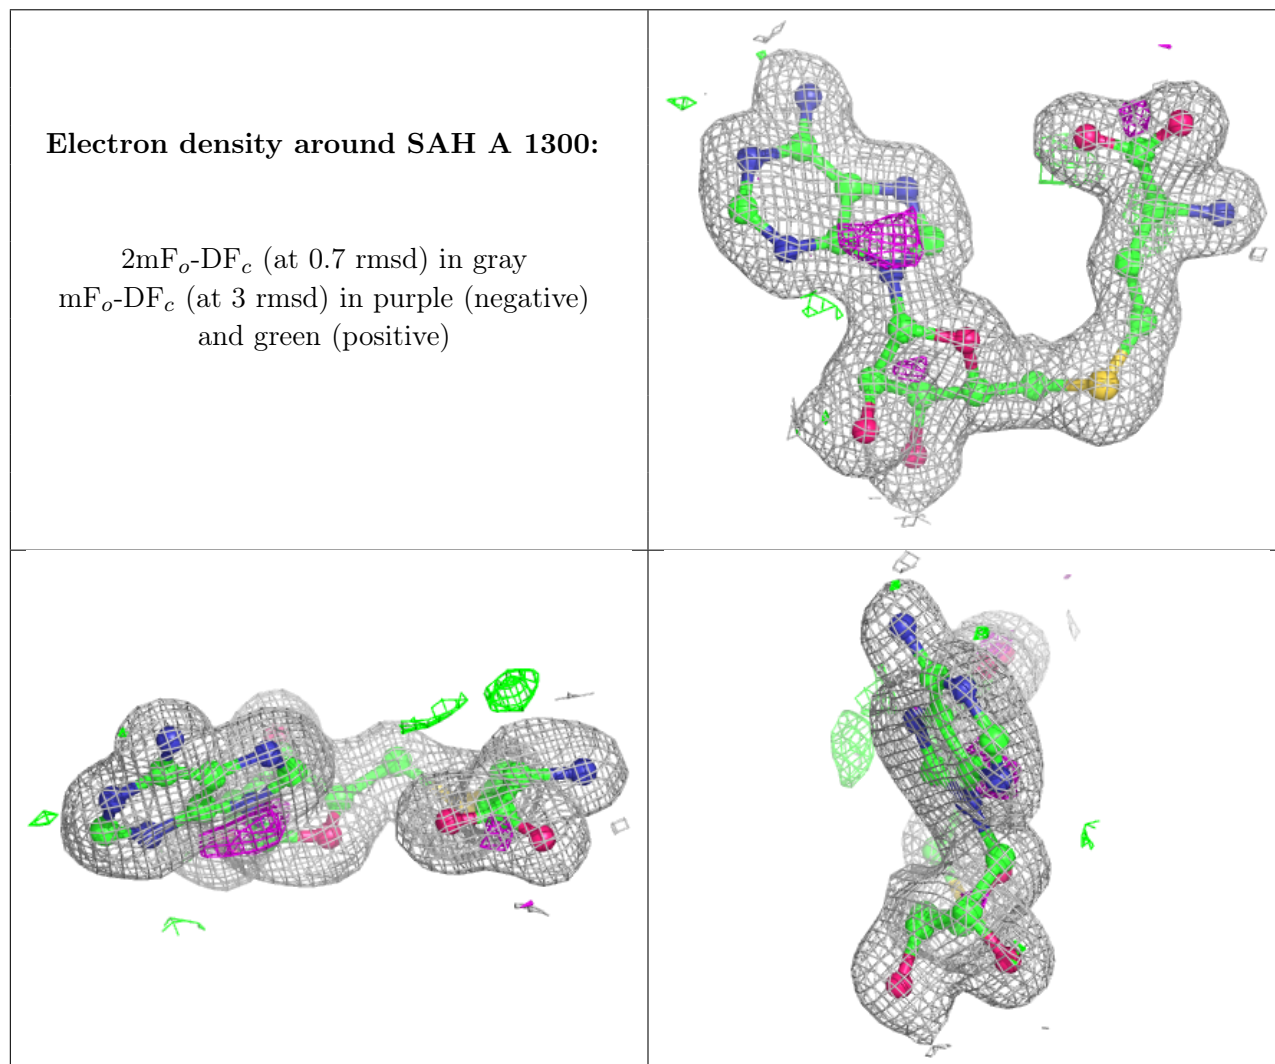 Electron density around SAH A 1300:
2mFo-DFc (at 0.7 rmsd) in gray
mFo-DFc (at 3 rmsd) in purple (negative)
and green (positive)